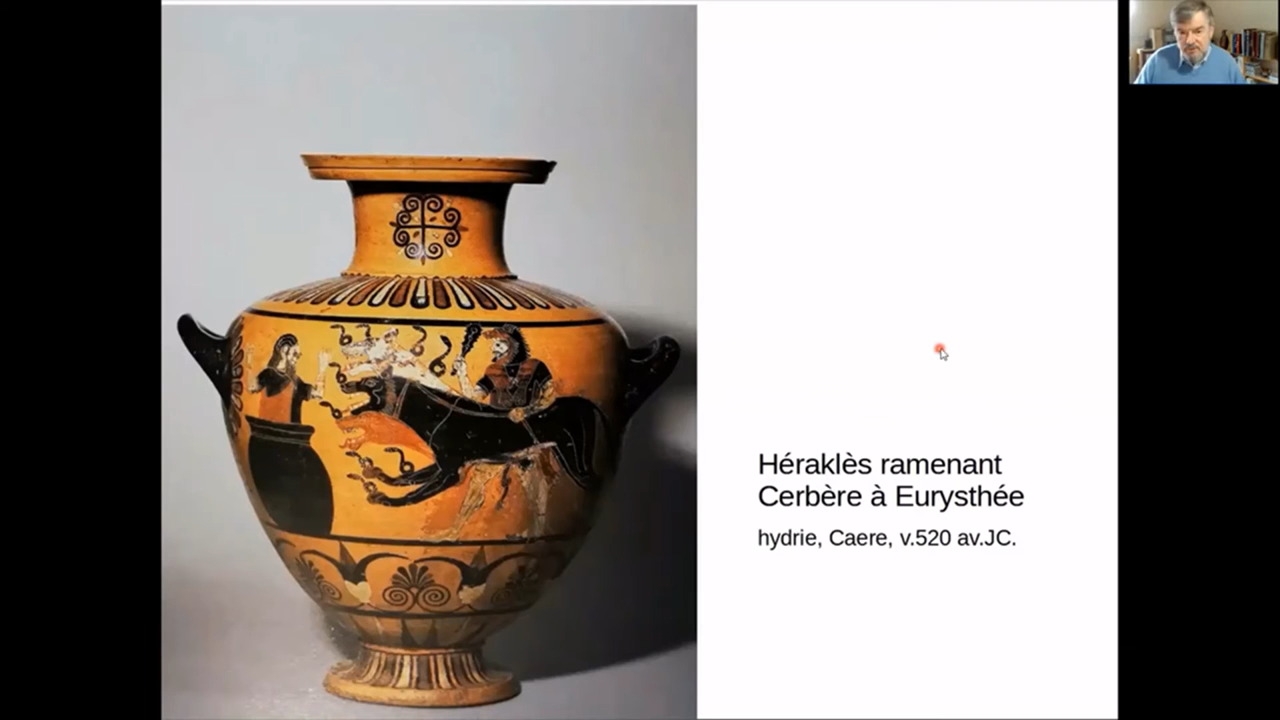 Héraklès ramenant
Cerbère à Eurysthée
hydrie, Caere, v.520 av.JC.